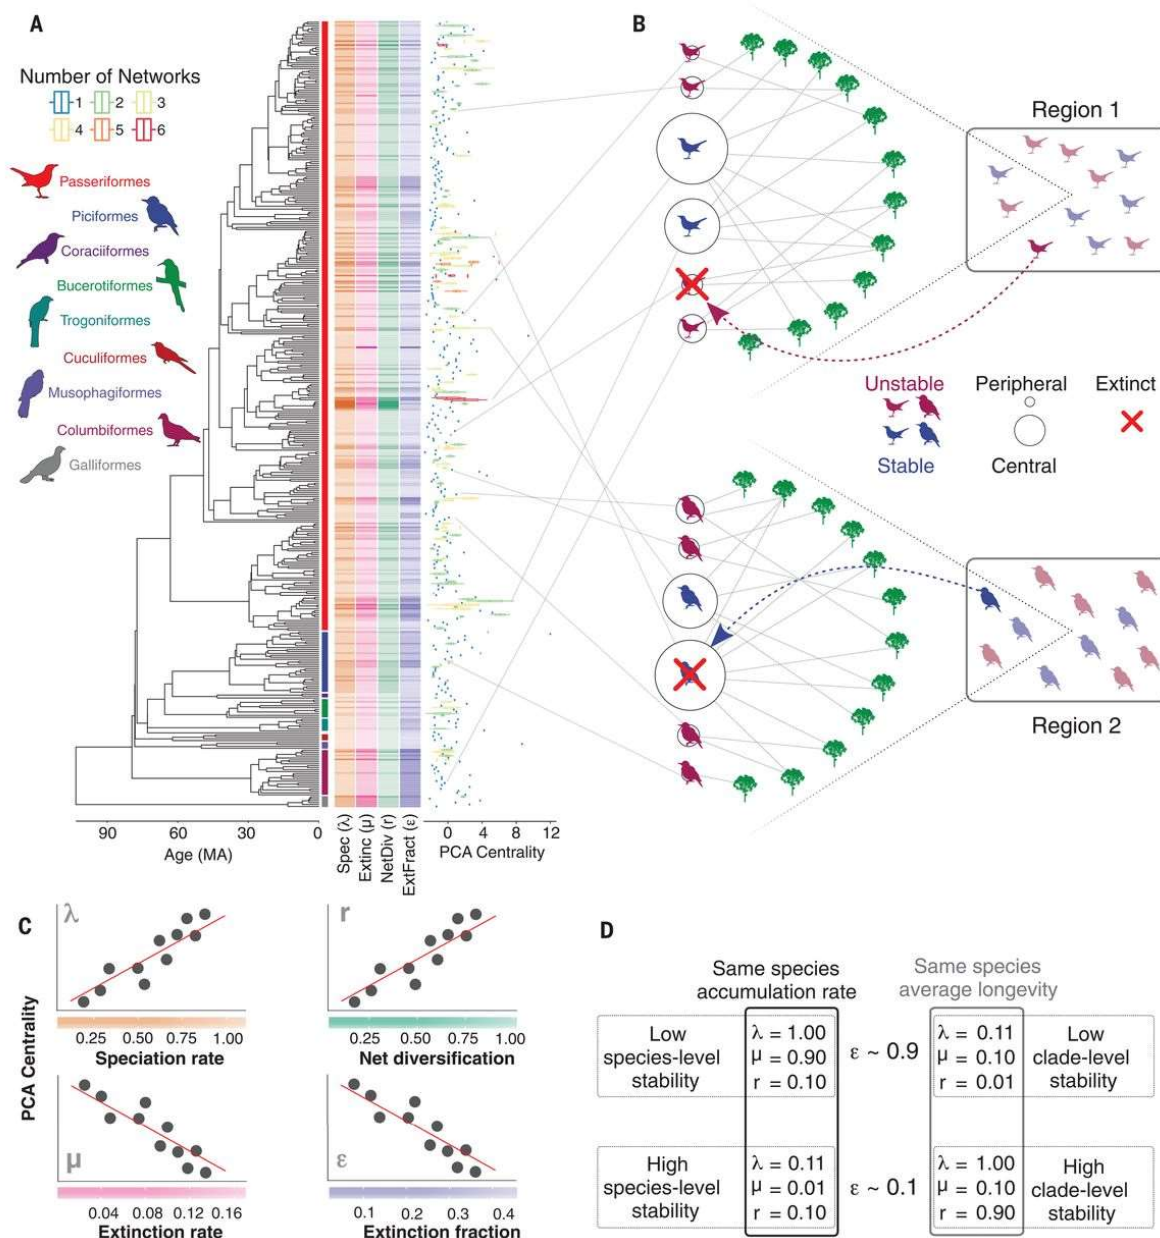 A
Number of Networks
1 2 3
4 5 6
Passeriformes
Piciformes
Coraciiformes
Bucerotiformes
Trogoniformes
Cuculiformes
Musophagiformes
Columbiformes
Galliformes
90 60 30 0
Age (MA)
Spec (λ)
Extinc (μ)
NetDiv (r)
ExtFract (ε)
0 4 8 12
PCA Centrality
B
Region 1
Unstable
Stable
Peripheral
Central
Extinct
Region 2
C
PCA Centrality
λ
0.25 0.50 0.75 1.00
Speciation rate
r
0.25 0.50 0.75 1.00
Net diversification
μ
0.04 0.08 0.12 0.16
Extinction rate
ε
0.1 0.2 0.3 0.4
Extinction fraction
D
Same species
accumulation rate
Same species
average longevity
Low
species-level
stability
λ = 1.00
μ = 0.90
r = 0.10
ε ~ 0.9
λ = 0.11
μ = 0.10
r = 0.01
Low
clade-level
stability
High
species-level
stability
λ = 0.11
μ = 0.01
r = 0.10
ε ~ 0.1
λ = 1.00
μ = 0.10
r = 0.90
High
clade-level
stability